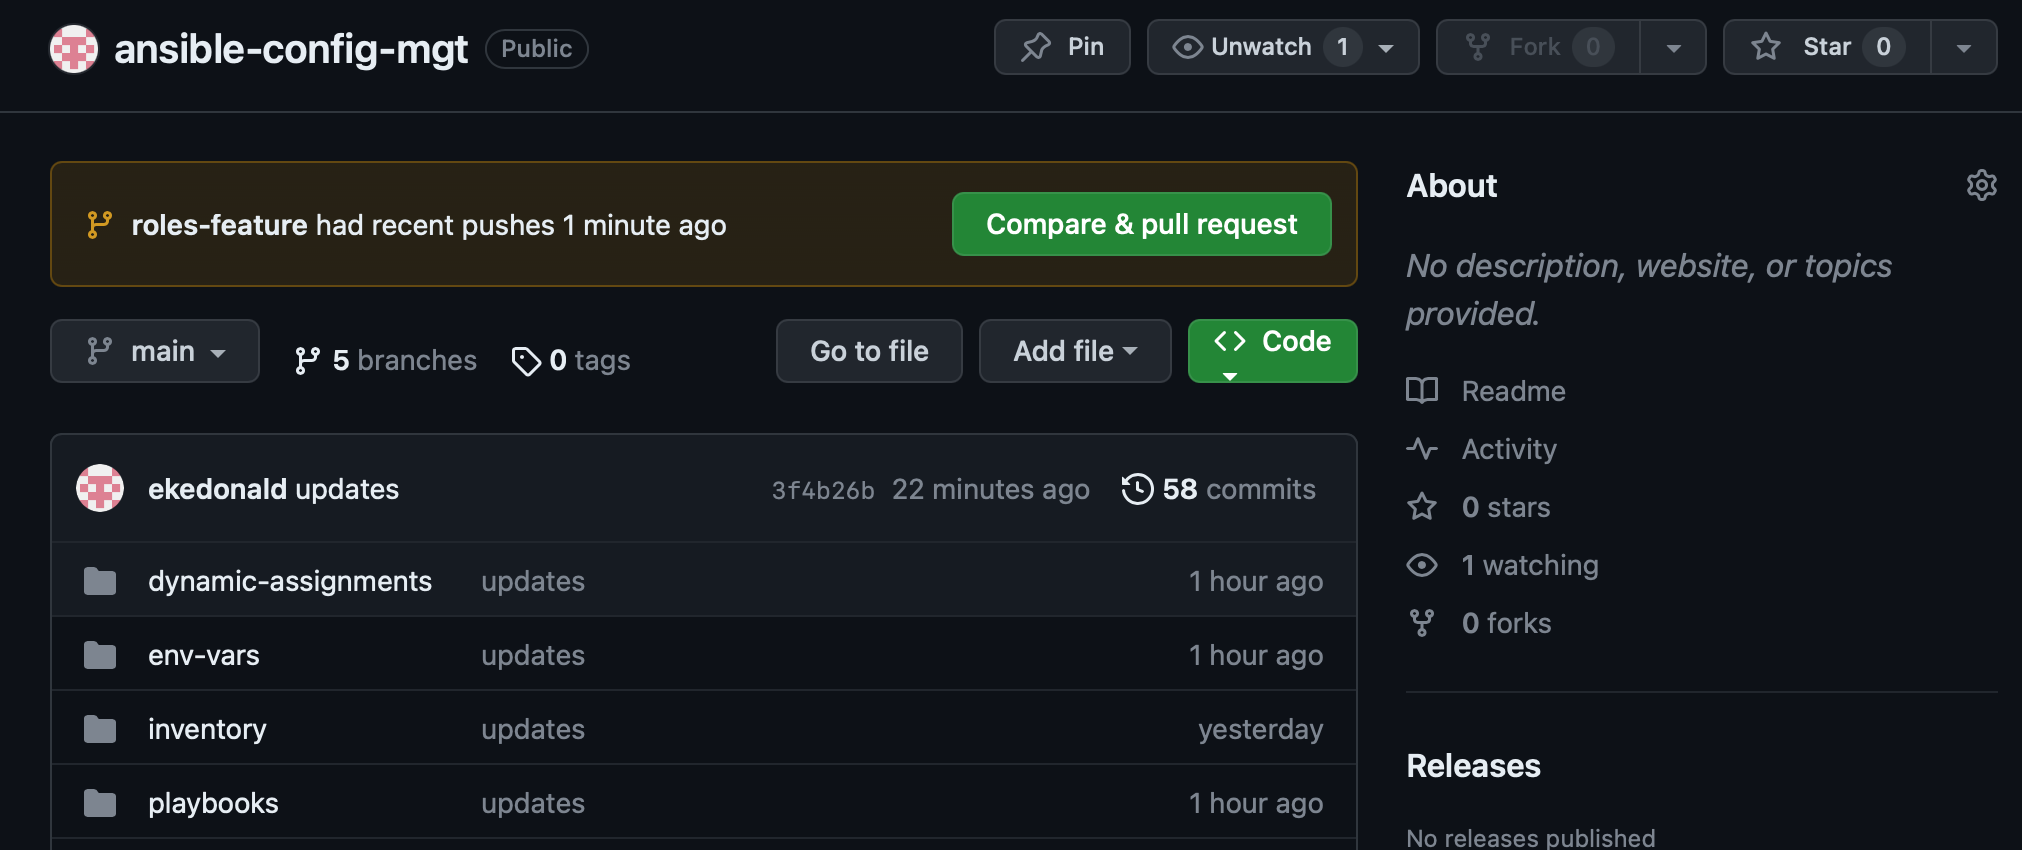 ansible-config-mgt Public Pin Unwatch 1 Fork 0 Star 0
roles-feature had recent pushes 1 minute ago Compare & pull request
main 5 branches 0 tags Go to file Add file <> Code
ekedonald updates 3f4b26b 22 minutes ago 58 commits
dynamic-assignments updates 1 hour ago
env-vars updates 1 hour ago
inventory updates yesterday
playbooks updates 1 hour ago
About
No description, website, or topics
provided.
Readme
Activity
0 stars
1 watching
0 forks
Releases
No releases published